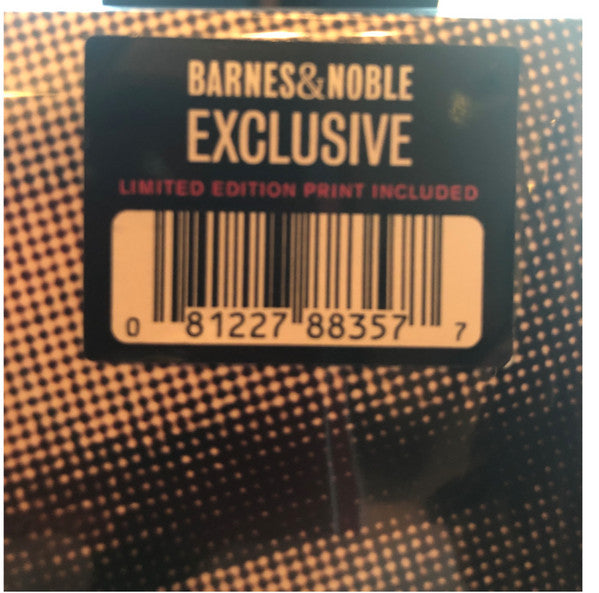 BARNES&NOBLE
EXCLUSIVE
LIMITED EDITION PRINT INCLUDED
0 81227 88357 7